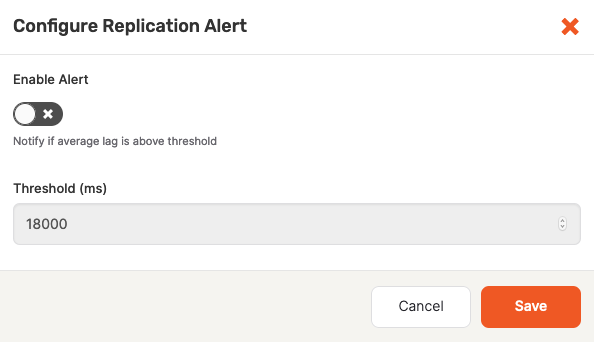 Configure Replication Alert
Enable Alert
Notify if average lag is above threshold
Threshold (ms)
18000
Cancel
Save